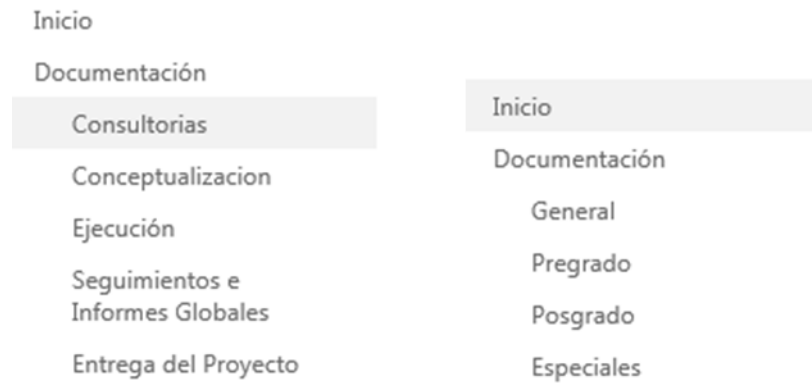 Inicio
Documentación
Consultorias
Conceptualizacion
Ejecución
Seguimientos e
Informes Globales
Entrega del Proyecto
Inicio
Documentación
General
Pregrado
Posgrado
Especiales